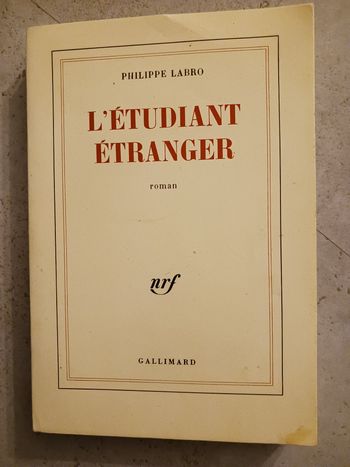 PHILIPPE LABRO
L'ÉTUDIANT
ÉTRANGER
roman
nrf
GALLIMARD